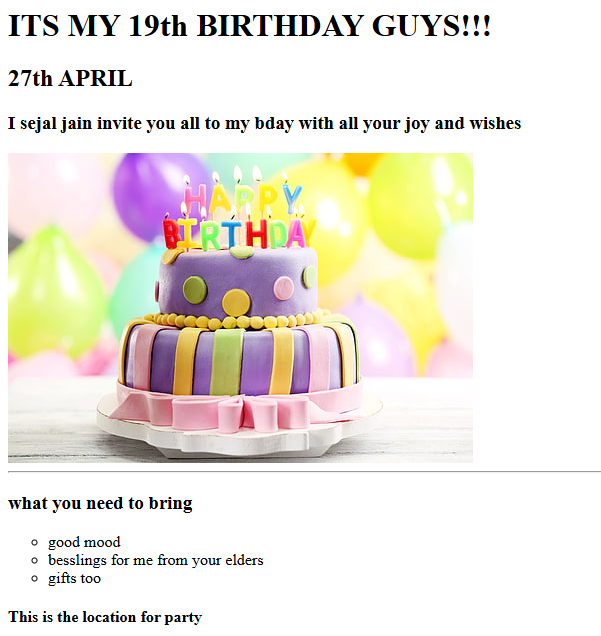 ITS MY 19th BIRTHDAY GUYS!!!
27th APRIL
I sejal jain invite you all to my bday with all your joy and wishes
HAPPY
BIRTHDAY
what you need to bring
good mood
besslings for me from your elders
gifts too
This is the location for party